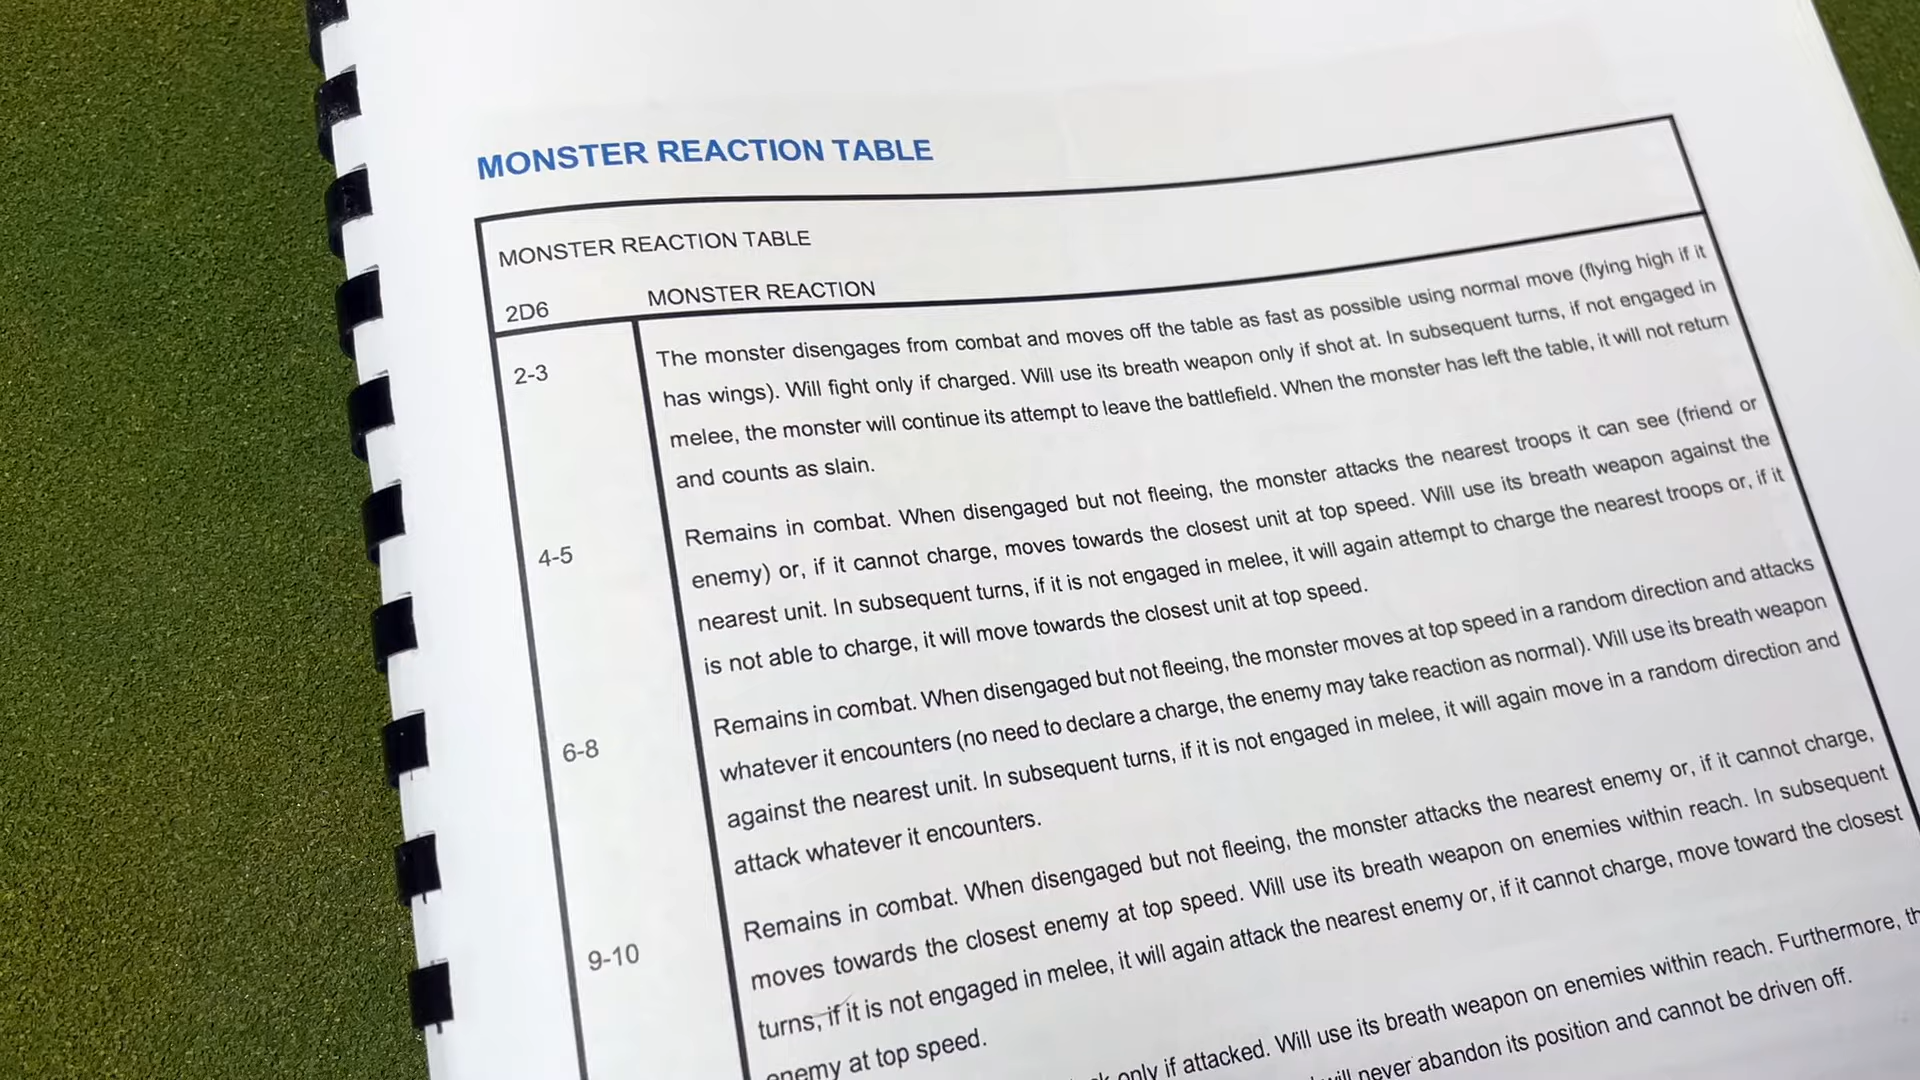 MONSTER REACTION TABLE
MONSTER REACTION TABLE
2D6 MONSTER REACTION
2-3 The monster disengages from combat and moves off the table as fast as possible using normal move (flying high if it
has wings). Will fight only if charged. Will use its breath weapon only if shot at. In subsequent turns, if not engaged in
melee, the monster will continue its attempt to leave the battlefield. When the monster has left the table, it will not return
and counts as slain.
4-5 Remains in combat. When disengaged but not fleeing, the monster attacks the nearest troops it can see (friend or
enemy) or, if it cannot charge, moves towards the closest unit at top speed. Will use its breath weapon against the
nearest unit. In subsequent turns, if it is not engaged in melee, it will again attempt to charge the nearest troops or, if it
is not able to charge, it will move towards the closest unit at top speed.
6-8 Remains in combat. When disengaged but not fleeing, the monster moves at top speed in a random direction and attacks
whatever it encounters (no need to declare a charge, the enemy may take reaction as normal). Will use its breath weapon
against the nearest unit. In subsequent turns, if it is not engaged in melee, it will again move in a random direction and
attack whatever it encounters.
9-10 Remains in combat. When disengaged but not fleeing, the monster attacks the nearest enemy or, if it cannot charge,
moves towards the closest enemy at top speed. Will use its breath weapon on enemies within reach. In subsequent
turns, if it is not engaged in melee, it will again attack the nearest enemy or, if it cannot charge, move toward the closest
enemy at top speed.
only if attacked. Will use its breath weapon on enemies within reach. Furthermore,
will never abandon its position and cannot be driven off.